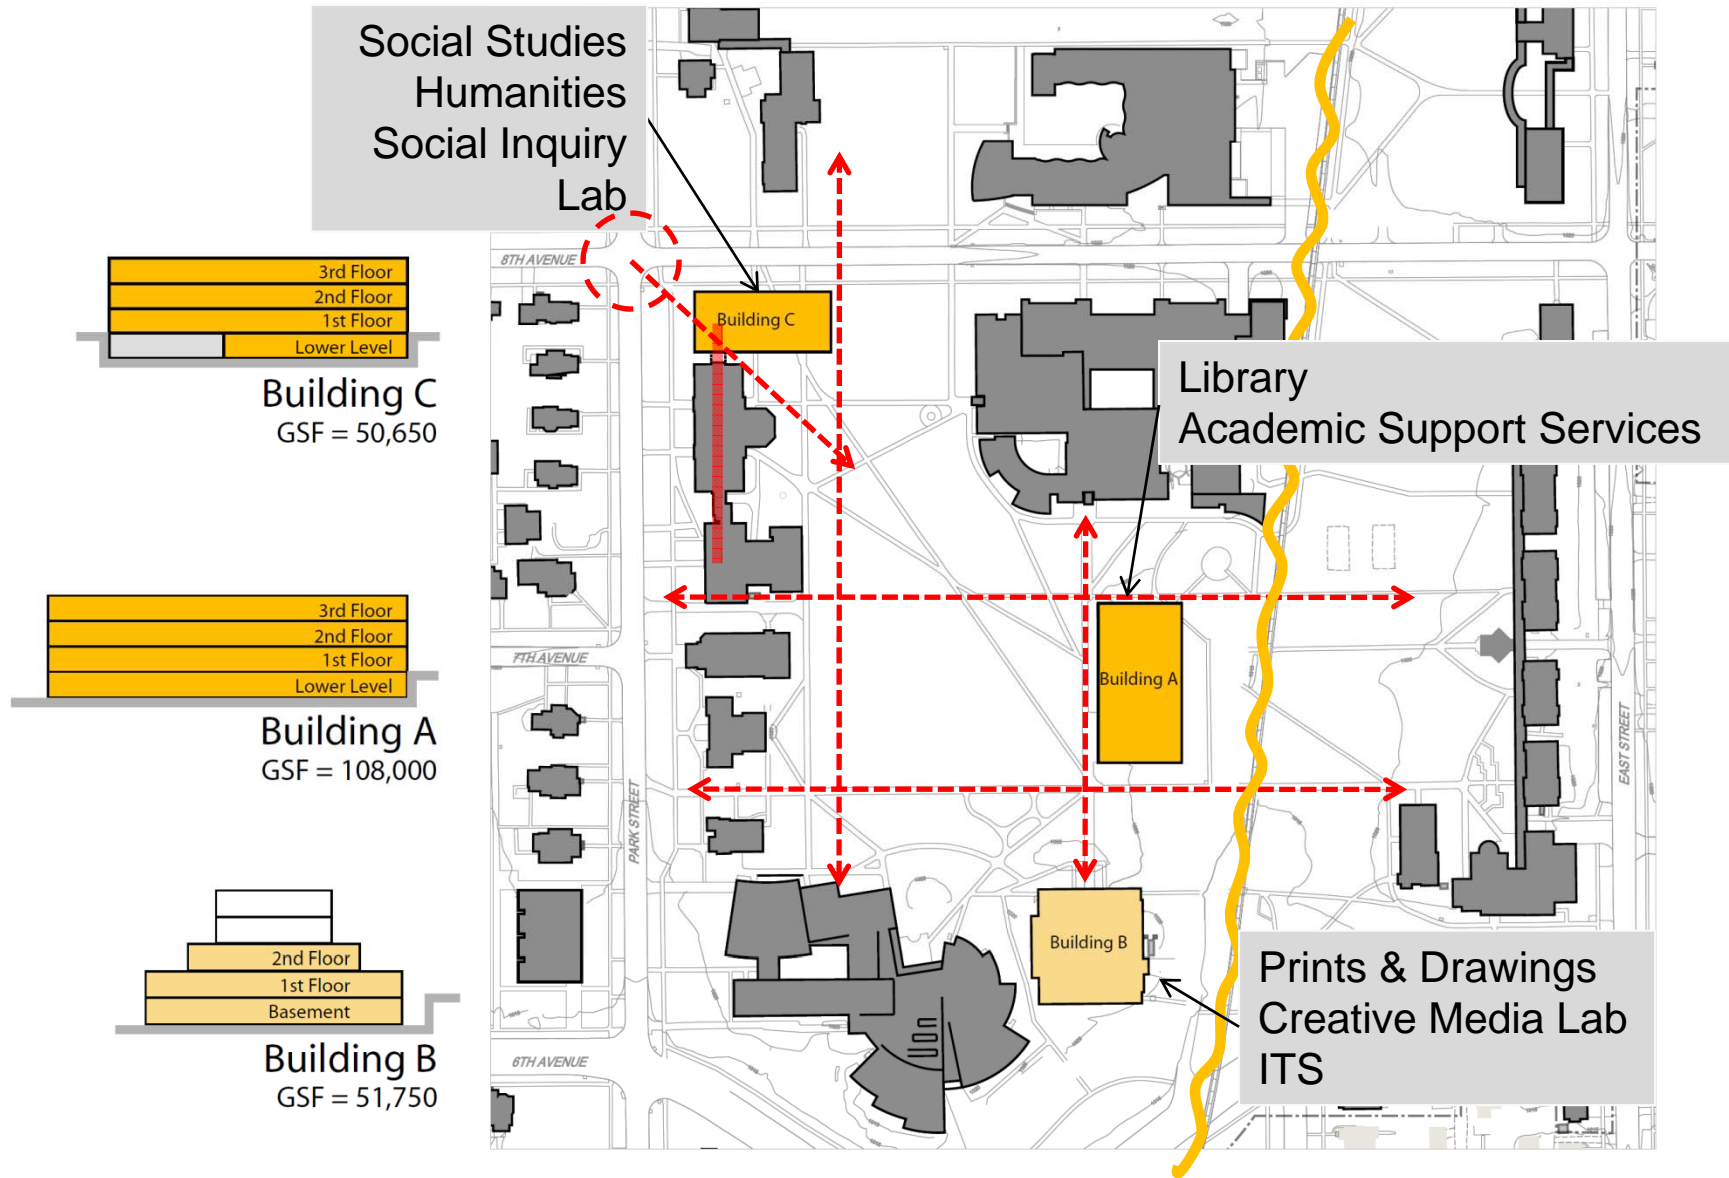 Social Studies
Humanities
Social Inquiry
Lab
8TH AVENUE
3rd Floor
2nd Floor
1st Floor
Lower Level
Building C
GSF = 50,650
Building C
Library
Academic Support Services
3rd Floor
2nd Floor
1st Floor
Lower Level
Building A
GSF = 108,000
7TH AVENUE
Building A
PARK STREET
EAST STREET
2nd Floor
1st Floor
Basement
Building B
GSF = 51,750
Building B
6TH AVENUE
Prints & Drawings
Creative Media Lab
ITS